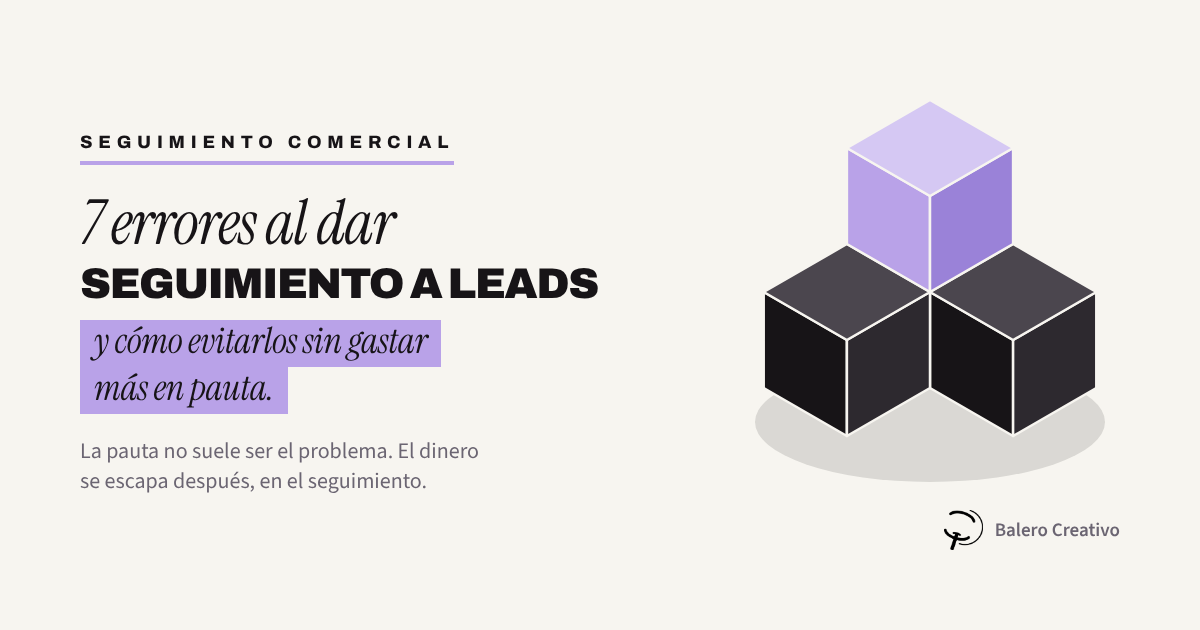 SEGUIMIENTO COMERCIAL
7 errores al dar
SEGUIMIENTO A LEADS
y cómo evitarlos sin gastar
más en pauta.
La pauta no suele ser el problema. El dinero
se escapa después, en el seguimiento.
Balero Creativo